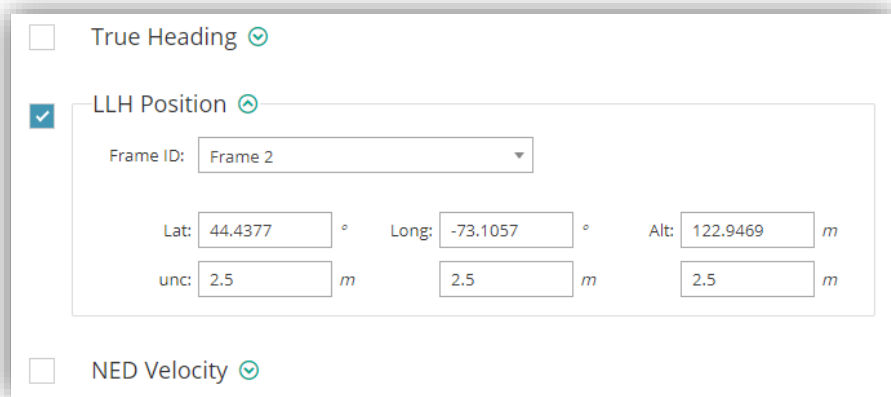 True Heading
LLH Position
Frame ID: Frame 2
Lat: 44.4377 ° Long: -73.1057 ° Alt: 122.9469 m
unc: 2.5 m 2.5 m 2.5 m
NED Velocity